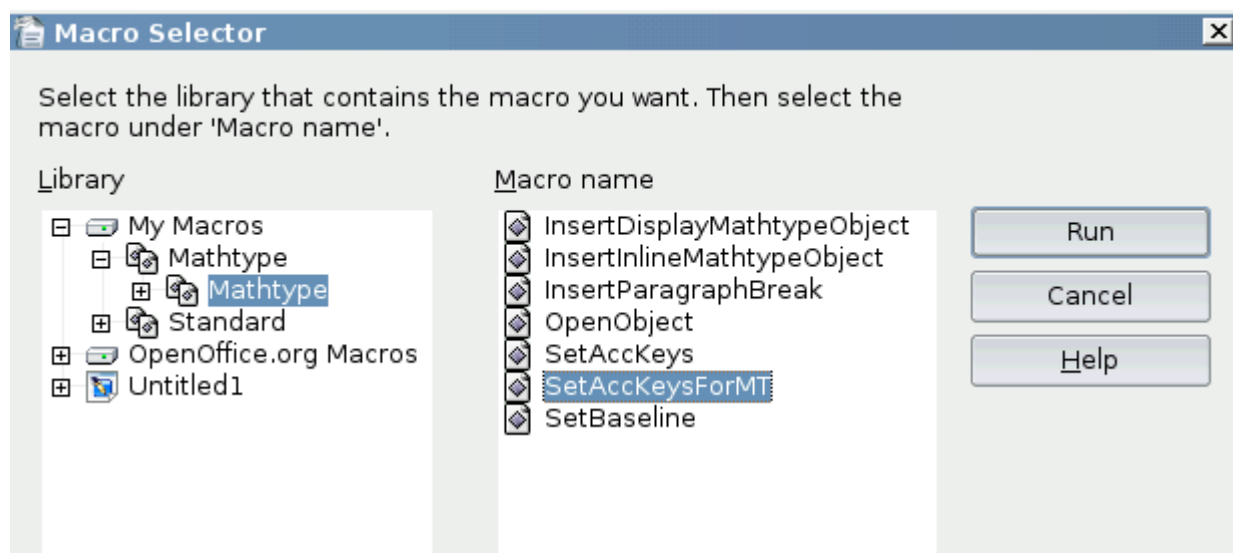 Macro Selector
Select the library that contains the macro you want. Then select the
macro under 'Macro name'.
Library
Macro name
My Macros
Mathtype
Mathtype
Standard
OpenOffice.org Macros
Untitled1
InsertDisplayMathtypeObject
InsertInlineMathtypeObject
InsertParagraphBreak
OpenObject
SetAccKeys
SetAccKeysForMT
SetBaseline
Run
Cancel
Help